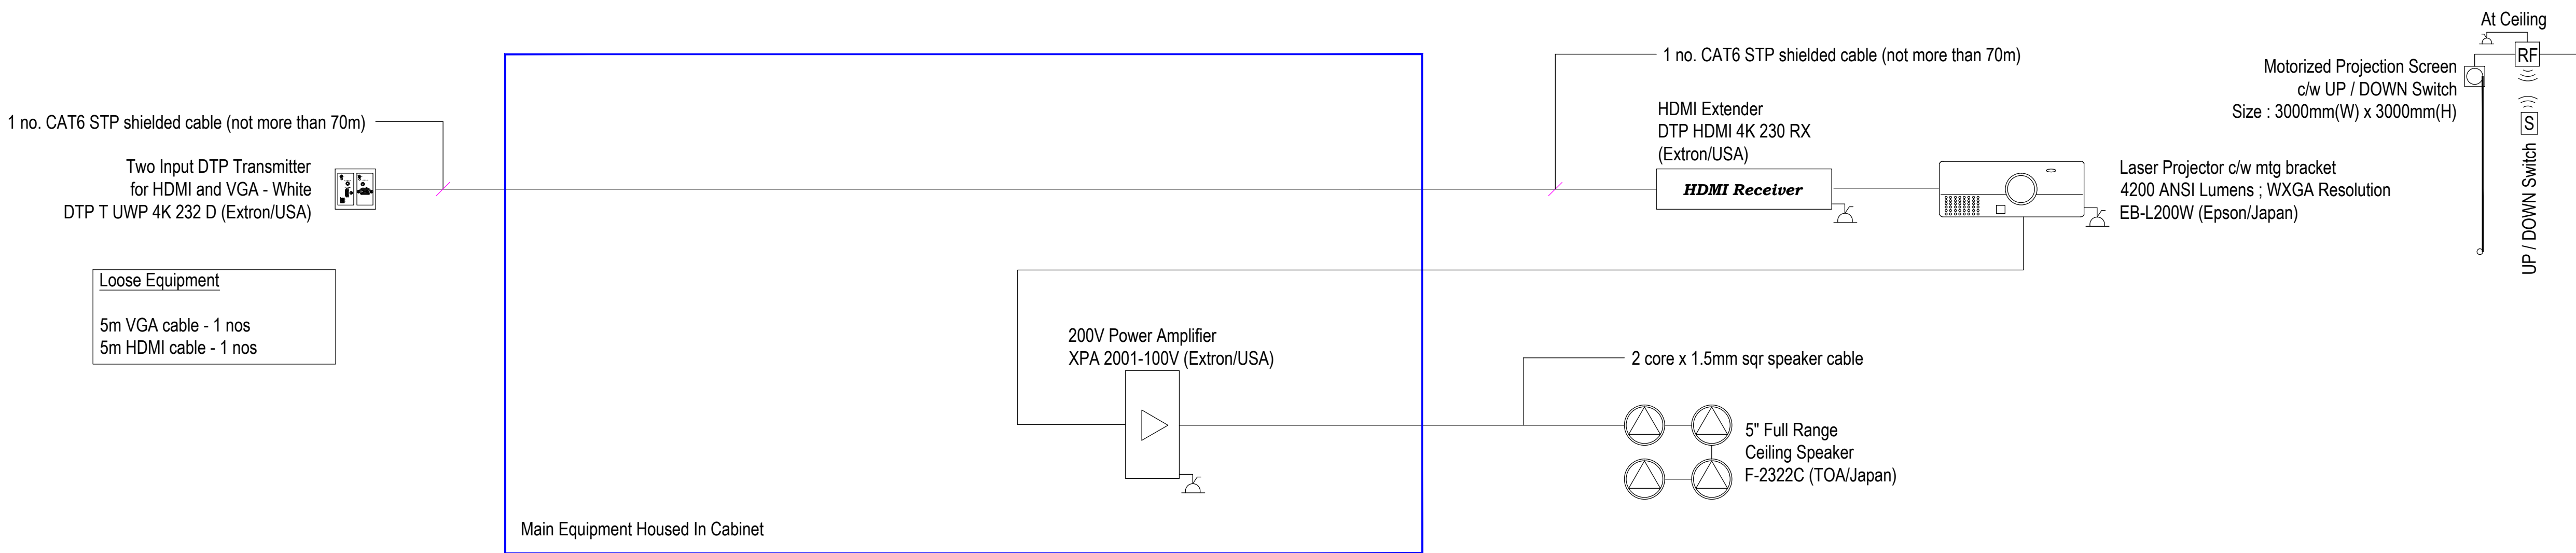 1 no. CAT6 STP shielded cable (not more than 70m)
Two Input DTP Transmitter
for HDMI and VGA - White
DTP T UWP 4K 232 D (Extron/USA)
Loose Equipment
5m VGA cable - 1 nos
5m HDMI cable - 1 nos
Main Equipment Housed In Cabinet
200V Power Amplifier
XPA 2001-100V (Extron/USA)
1 no. CAT6 STP shielded cable (not more than 70m)
HDMI Extender
DTP HDMI 4K 230 RX
(Extron/USA)
HDMI Receiver
2 core x 1.5mm sqr speaker cable
5" Full Range
Ceiling Speaker
F-2322C (TOA/Japan)
Laser Projector c/w mtg bracket
4200 ANSI Lumens ; WXGA Resolution
EB-L200W (Epson/Japan)
At Ceiling
RF
Motorized Projection Screen
c/w UP / DOWN Switch
Size : 3000mm(W) x 3000mm(H)
S
UP / DOWN Switch